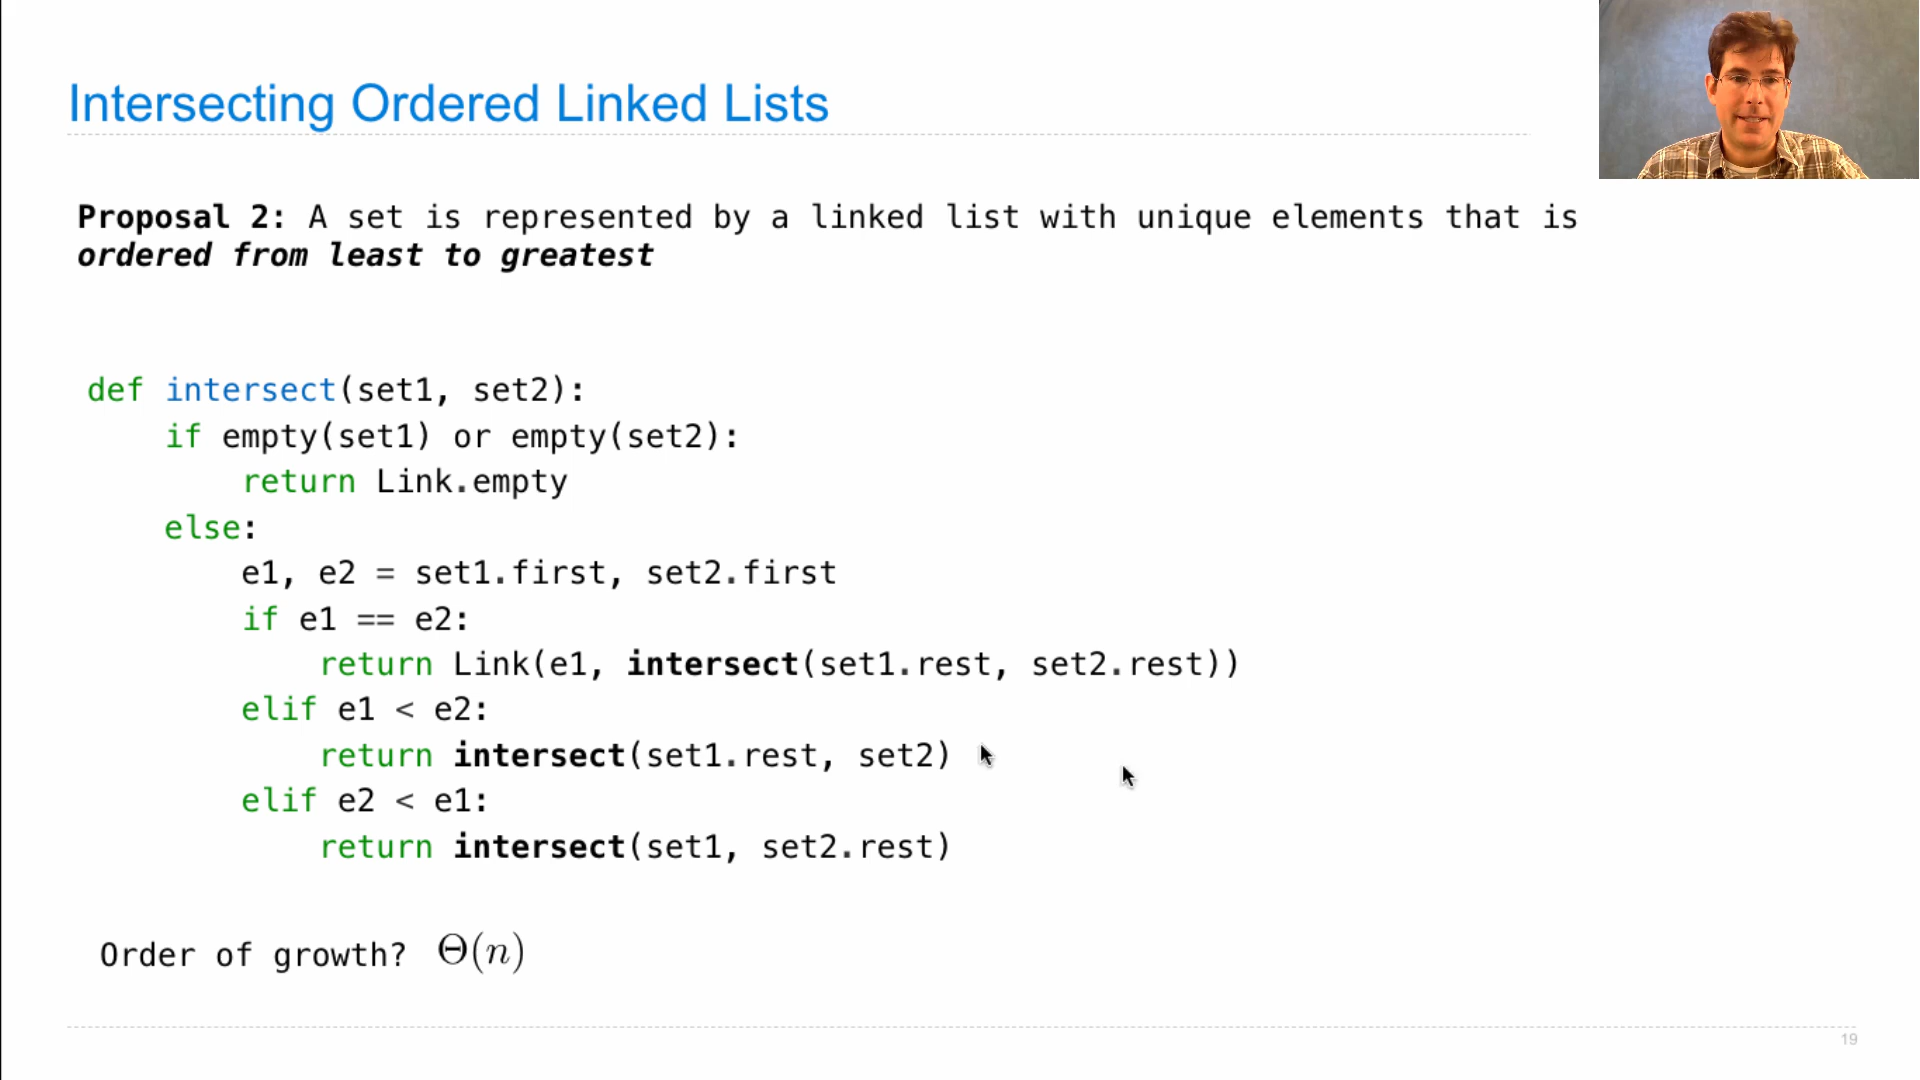 Intersecting Ordered Linked Lists
Proposal 2: A set is represented by a linked list with unique elements that is
ordered from least to greatest
def intersect(set1, set2):
    if empty(set1) or empty(set2):
        return Link.empty
    else:
        e1, e2 = set1.first, set2.first
        if e1 == e2:
            return Link(e1, intersect(set1.rest, set2.rest))
        elif e1 < e2:
            return intersect(set1.rest, set2)
        elif e2 < e1:
            return intersect(set1, set2.rest)
Order of growth? Θ(n)
19